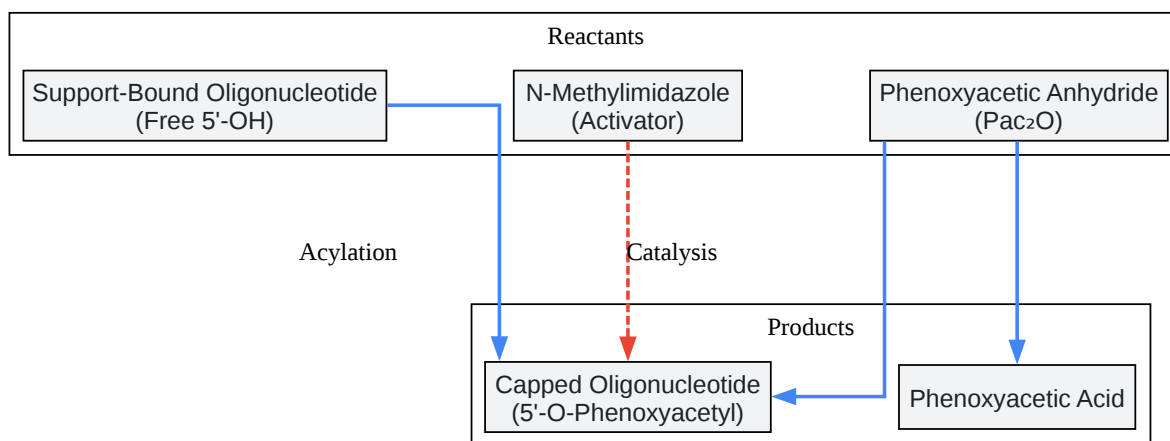 Reactants
Support-Bound Oligonucleotide
(Free 5'-OH)
N-Methylimidazole
(Activator)
Phenoxyacetic Anhydride
(Pac₂O)
Acylation
Catalysis
Products
Capped Oligonucleotide
(5'-O-Phenoxyacetyl)
Phenoxyacetic Acid